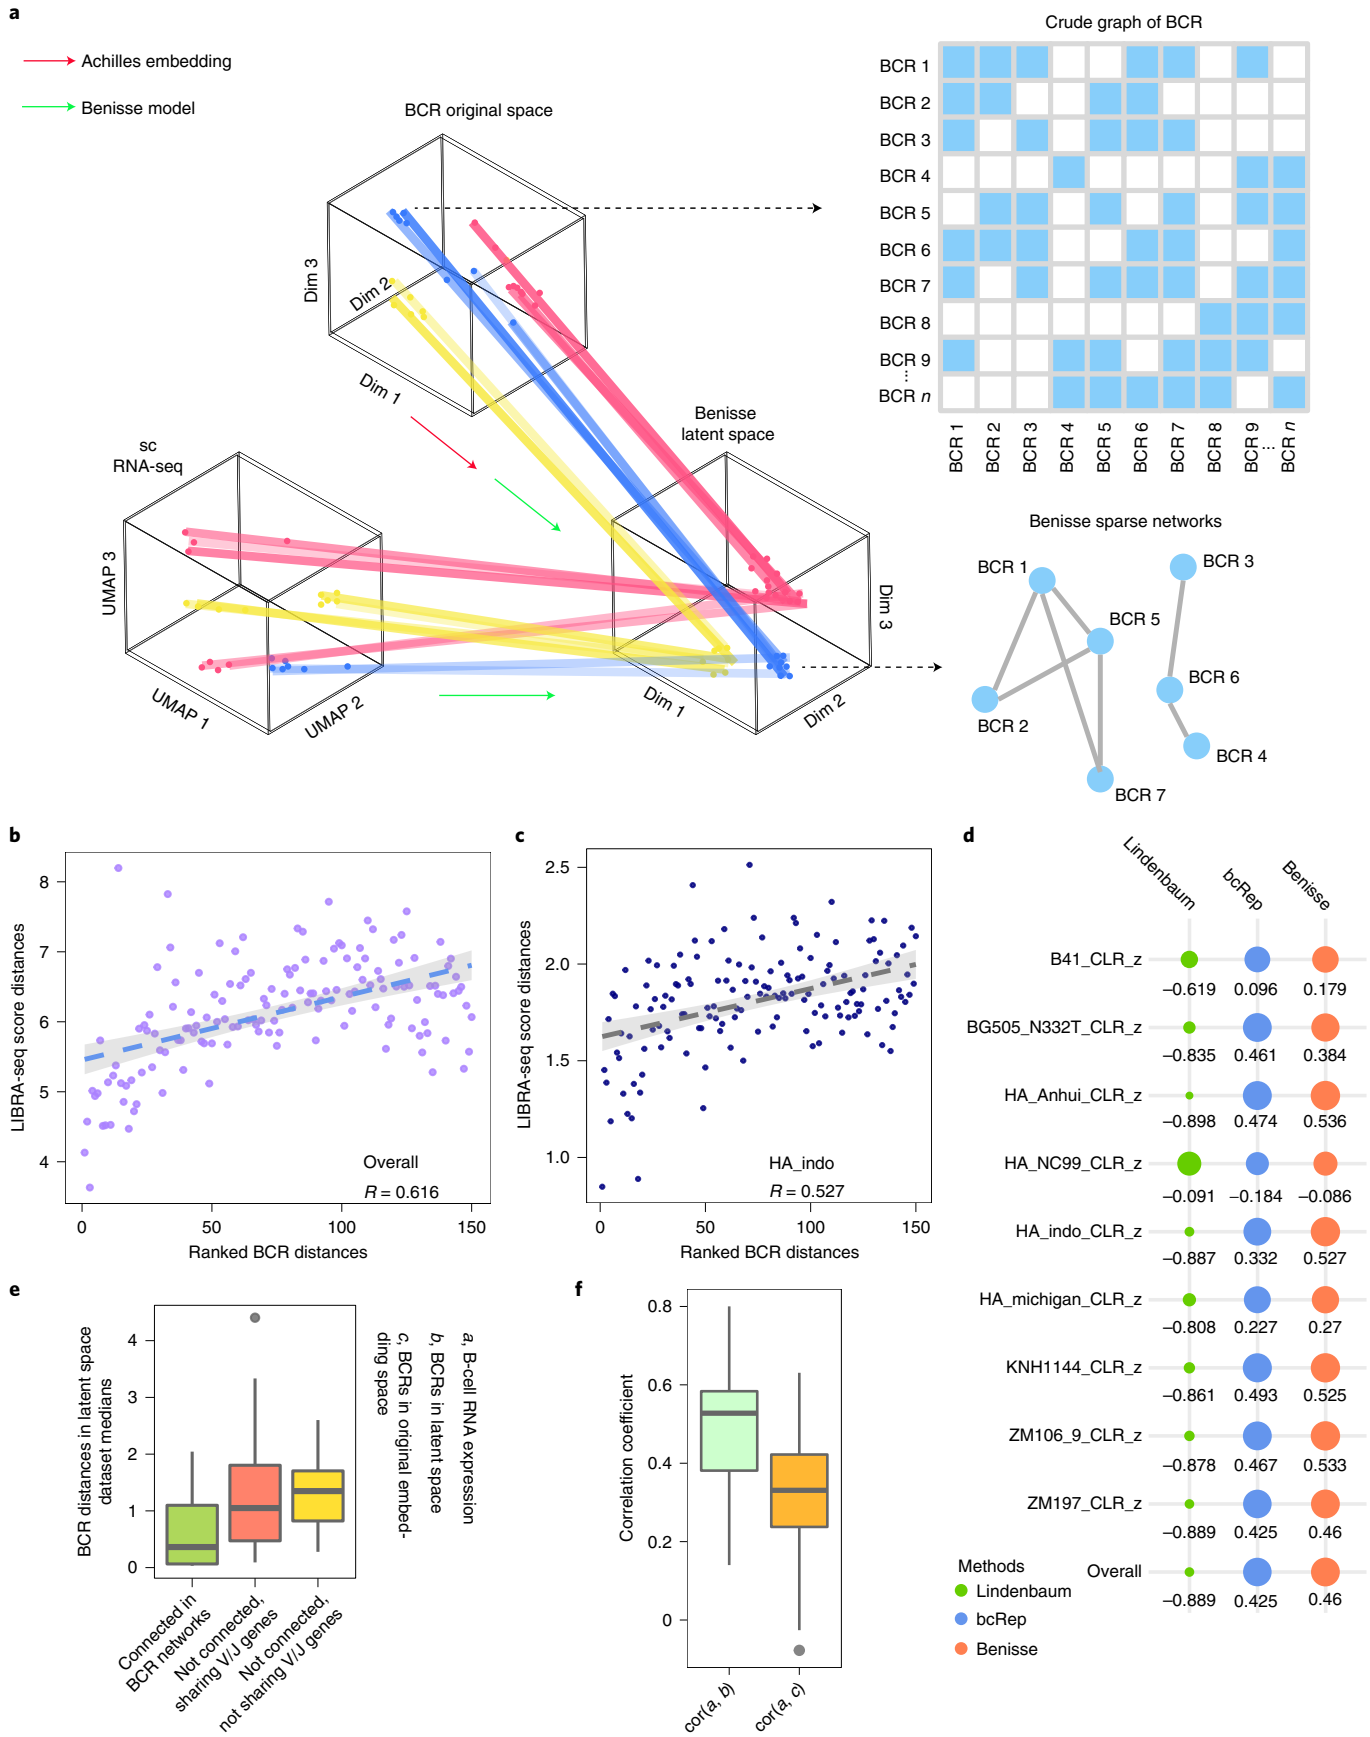 a
Achilles embedding
Benisse model
BCR original space
Dim 3
Dim 2
Dim 1
sc
RNA-seq
UMAP 3
UMAP 1
UMAP 2
Benisse
latent space
Dim 1
Dim 2
Dim 3
Crude graph of BCR
BCR 1
BCR 2
BCR 3
BCR 4
BCR 5
BCR 6
BCR 7
BCR 8
BCR 9
...
BCR n
BCR 1
BCR 2
BCR 3
BCR 4
BCR 5
BCR 6
BCR 7
BCR 8
BCR 9
...
BCR n
Benisse sparse networks
BCR 1
BCR 5
BCR 2
BCR 7
BCR 3
BCR 6
BCR 4
b
LIBRA-seq score distances
8
7
6
5
4
Overall
R = 0.616
0 50 100 150
Ranked BCR distances
c
LIBRA-seq score distances
2.5
2.0
1.5
1.0
HA_indo
R = 0.527
0 50 100 150
Ranked BCR distances
d
Lindenbaum
bcRep
Benisse
B41_CLR_z
−0.619 0.096 0.179
BG505_N332T_CLR_z
−0.835 0.461 0.384
HA_Anhui_CLR_z
−0.898 0.474 0.536
HA_NC99_CLR_z
−0.091 −0.184 −0.086
HA_indo_CLR_z
−0.887 0.332 0.527
HA_michigan_CLR_z
−0.808 0.227 0.27
KNH1144_CLR_z
−0.861 0.493 0.525
ZM106_9_CLR_z
−0.878 0.467 0.533
ZM197_CLR_z
−0.889 0.425 0.46
Overall
−0.889 0.425 0.46
Methods
Lindenbaum
bcRep
Benisse
e
BCR distances in latent space
dataset medians
4
3
2
1
0
Connected in
BCR networks
Not connected,
sharing V/J genes
Not connected,
not sharing V/J genes
a, B-cell RNA expression
b, BCRs in latent space
c, BCRs in original embed-
ding space
f
Correlation coefficient
0.8
0.6
0.4
0.2
0
cor(a, b)
cor(a, c)